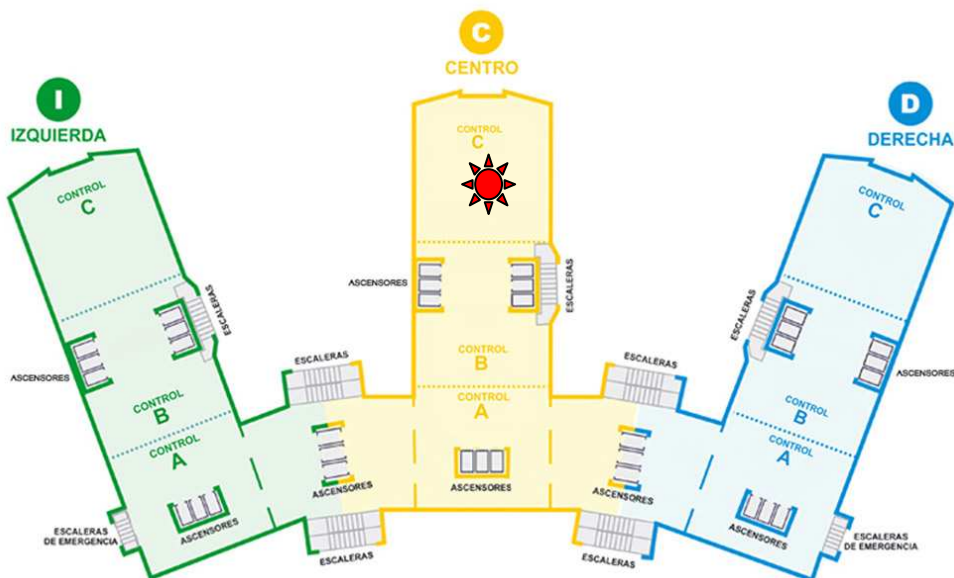 C
CENTRO
I
IZQUIERDA
D
DERECHA
CONTROL
C
CONTROL
C
CONTROL
C
ASCENSORES
ESCALERAS
ESCALERAS
ESCALERAS
ASCENSORES
ASCENSORES
CONTROL
B
ESCALERAS
ESCALERAS
CONTROL
B
CONTROL
B
CONTROL
A
CONTROL
A
CONTROL
A
ASCENSORES
ASCENSORES
ASCENSORES
ASCENSORES
ASCENSORES
ESCALERAS
DE EMERGENCIA
ESCALERAS
DE EMERGENCIA
ESCALERAS
ESCALERAS